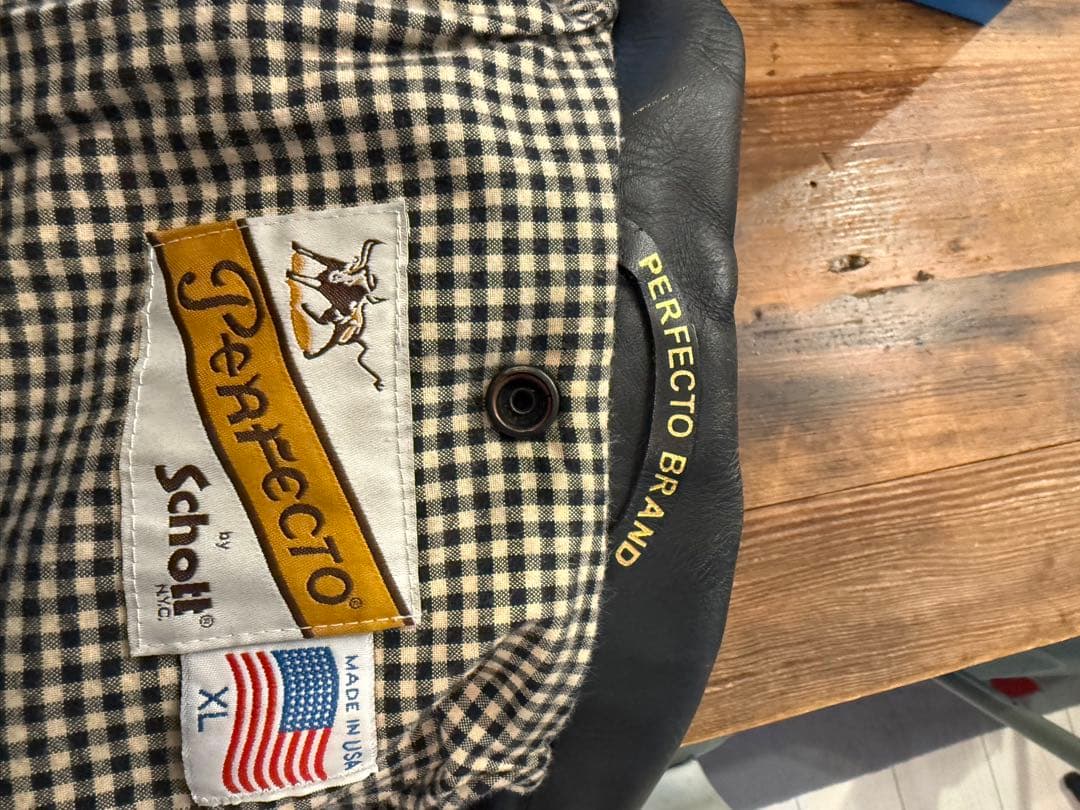 Perfecto®
by
Schott®
N.Y.C.
MADE IN USA
XL
PERFECTO BRAND